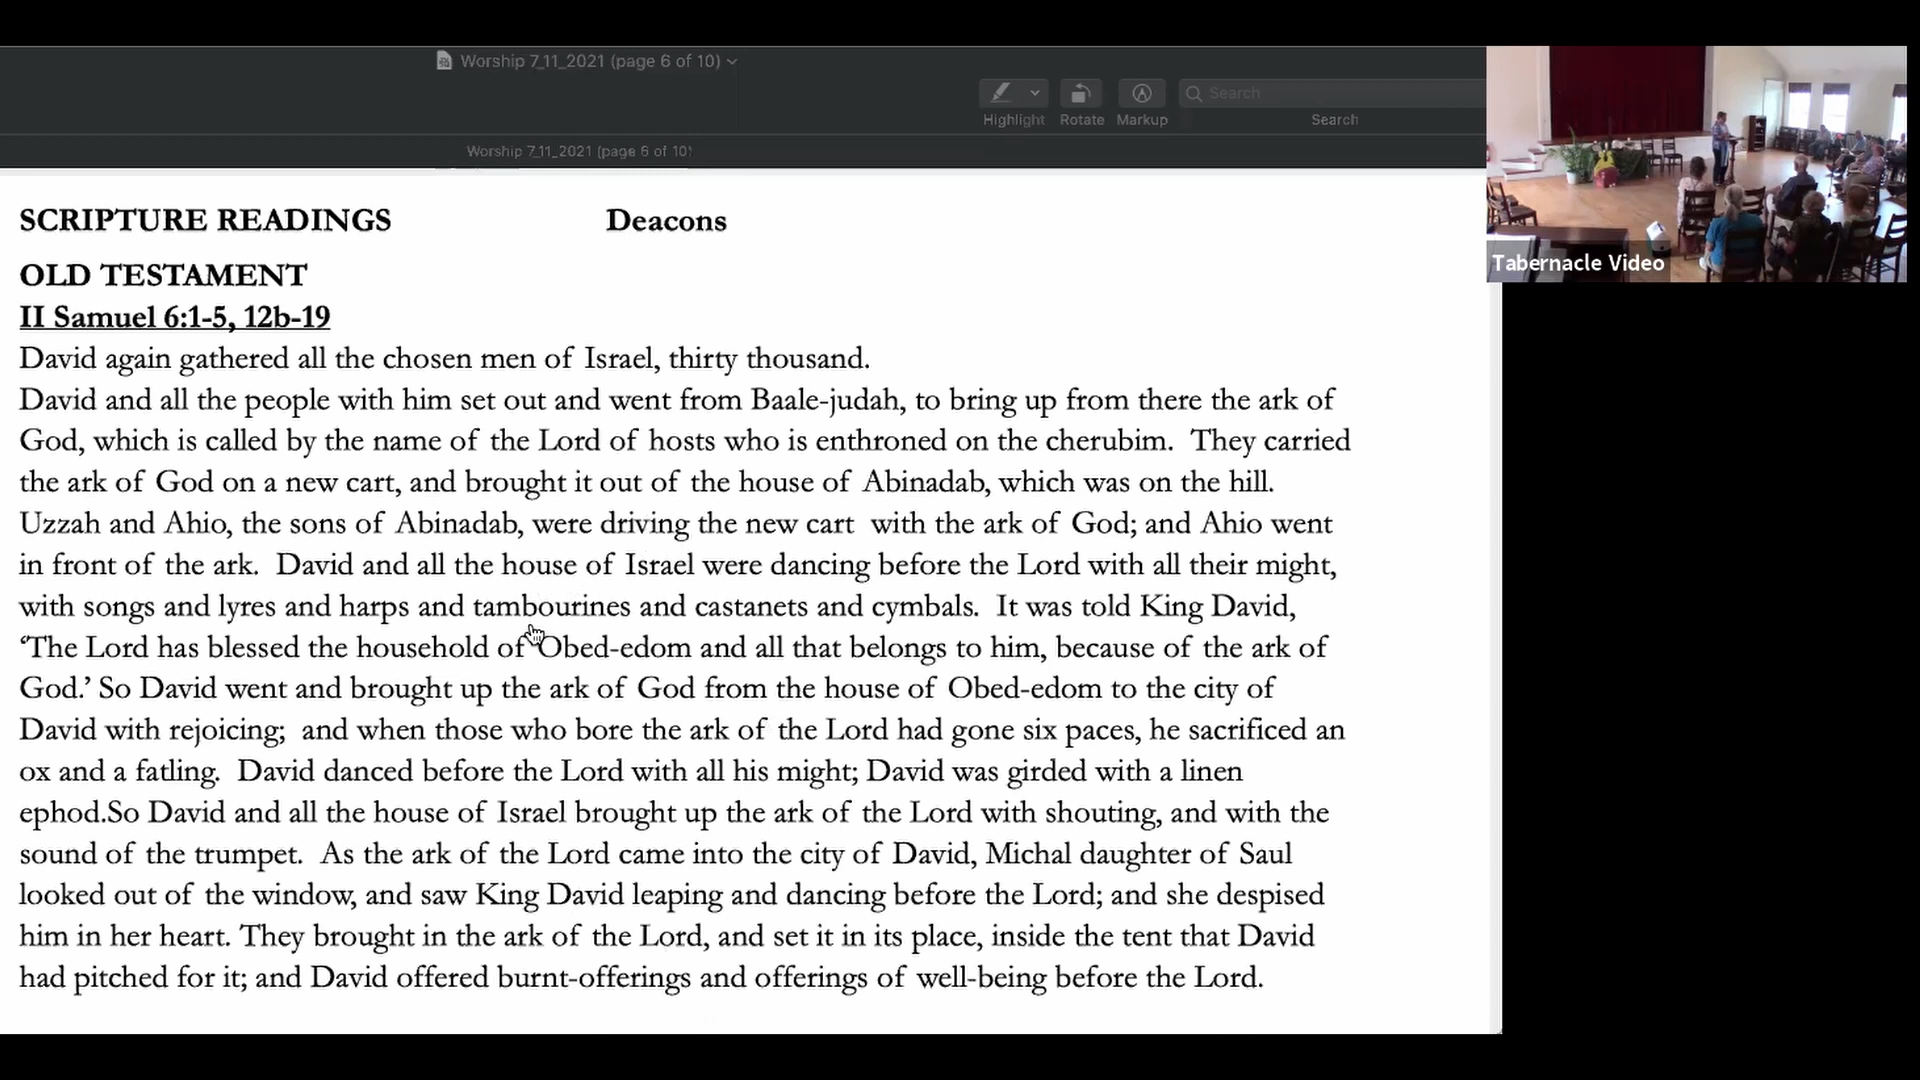 Worship 7_11_2021 (page 6 of 10)
Highlight
Rotate
Markup
Search
Search
Worship 7_11_2021 (page 6 of 10)
SCRIPTURE READINGS Deacons
OLD TESTAMENT
II Samuel 6:1-5, 12b-19
David again gathered all the chosen men of Israel, thirty thousand.
David and all the people with him set out and went from Baale-judah, to bring up from there the ark of
God, which is called by the name of the Lord of hosts who is enthroned on the cherubim. They carried
the ark of God on a new cart, and brought it out of the house of Abinadab, which was on the hill.
Uzzah and Ahio, the sons of Abinadab, were driving the new cart with the ark of God; and Ahio went
in front of the ark. David and all the house of Israel were dancing before the Lord with all their might,
with songs and lyres and harps and tambourines and castanets and cymbals. It was told King David,
‘The Lord has blessed the household of Obed-edom and all that belongs to him, because of the ark of
God.’ So David went and brought up the ark of God from the house of Obed-edom to the city of
David with rejoicing; and when those who bore the ark of the Lord had gone six paces, he sacrificed an
ox and a fatling. David danced before the Lord with all his might; David was girded with a linen
ephod.So David and all the house of Israel brought up the ark of the Lord with shouting, and with the
sound of the trumpet. As the ark of the Lord came into the city of David, Michal daughter of Saul
looked out of the window, and saw King David leaping and dancing before the Lord; and she despised
him in her heart. They brought in the ark of the Lord, and set it in its place, inside the tent that David
had pitched for it; and David offered burnt-offerings and offerings of well-being before the Lord.
Tabernacle Video